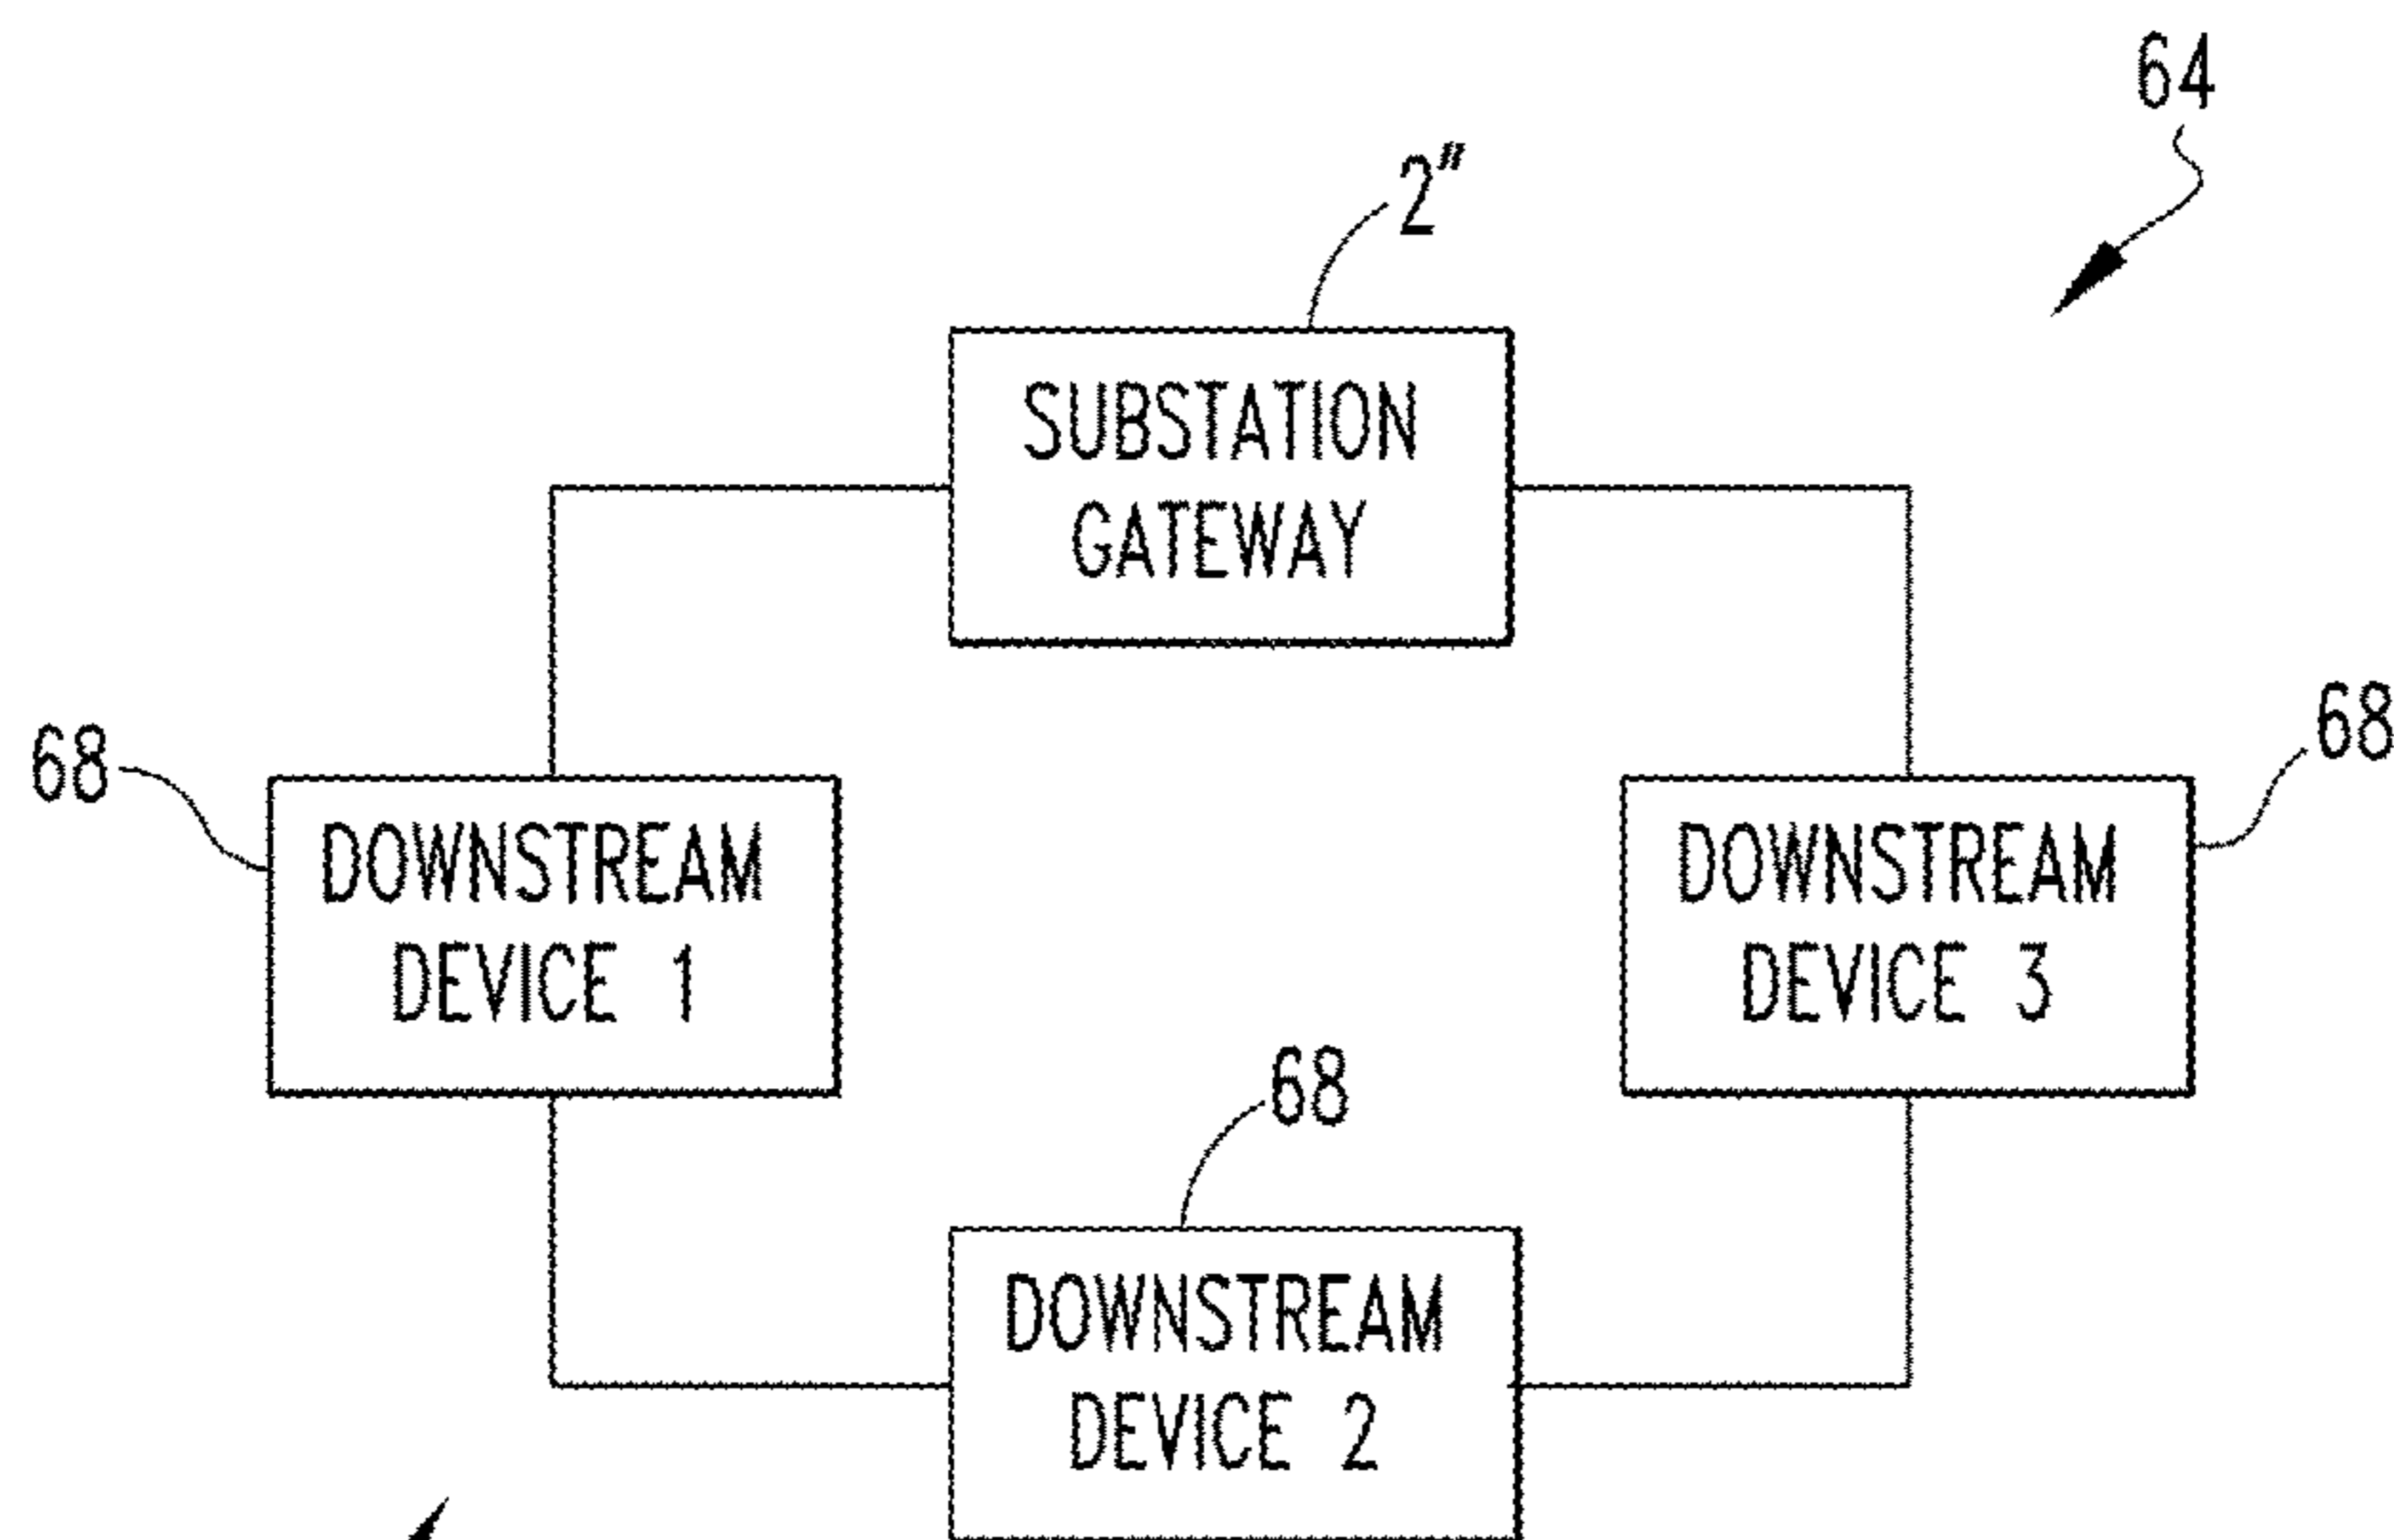 64
2"
SUBSTATION
GATEWAY
68
68
DOWNSTREAM
DEVICE 1
DOWNSTREAM
DEVICE 3
68
DOWNSTREAM
DEVICE 2